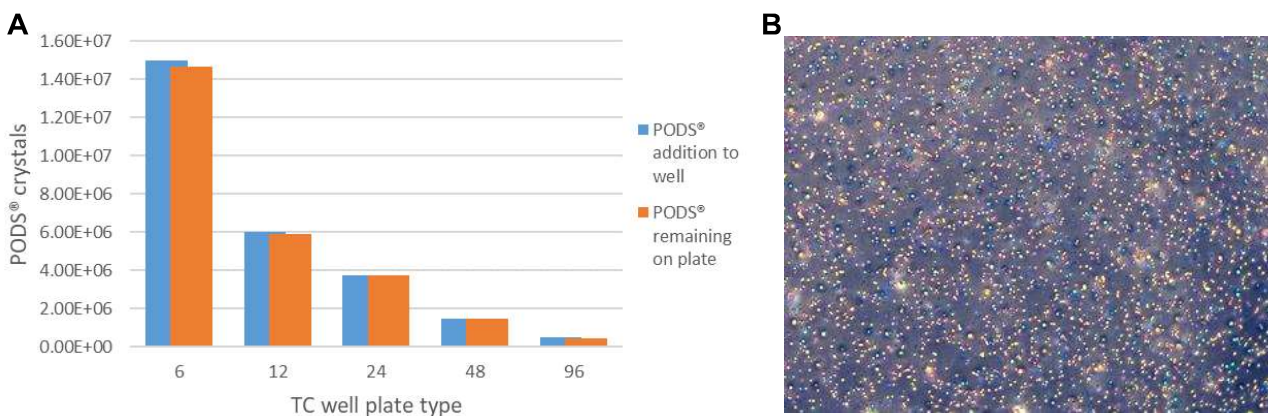 A
B
1.60E+07
1.40E+07
1.20E+07
1.00E+07
8.00E+06
6.00E+06
4.00E+06
2.00E+06
0.00E+00
PODS® crystals
6 12 24 48 96
TC well plate type
PODS®
addition to
well
PODS®
remaining
on plate